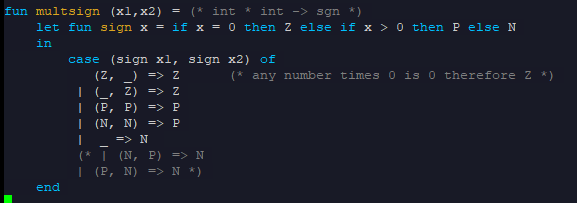 fun multsign (x1,x2) = (* int * int -> sgn *)
let fun sign x = if x = 0 then Z else if x > 0 then P else N
in
case (sign x1, sign x2) of
(Z, _) => Z (* any number times 0 is 0 therefore Z *)
| (_, Z) => Z
| (P, P) => P
| (N, N) => P
| _ => N
(* | (N, P) => N
| (P, N) => N *)
end